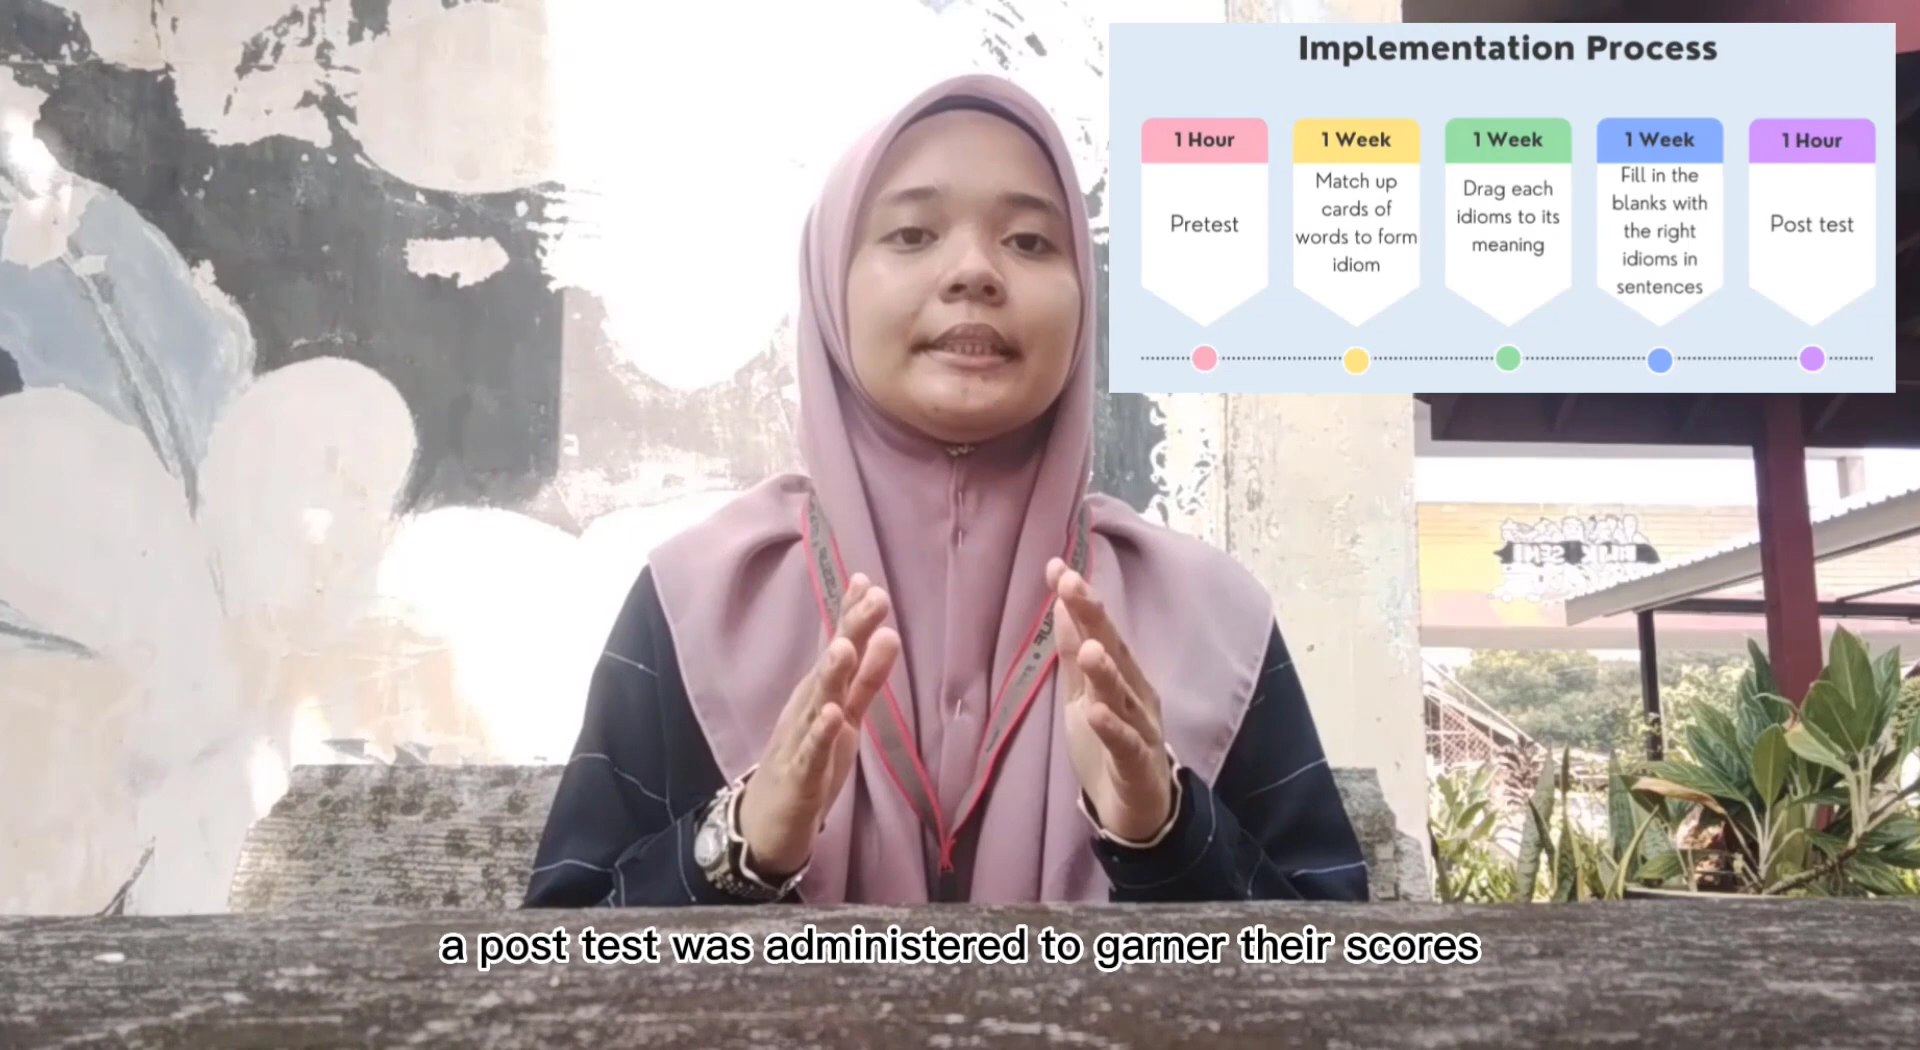 Implementation Process
1 Hour
Pretest
1 Week
Match up
cards of
words to form
idiom
1 Week
Drag each
idioms to its
meaning
1 Week
Fill in the
blanks with
the right
idioms in
sentences
1 Hour
Post test
BILIK SENI
a post test was administered to garner their scores